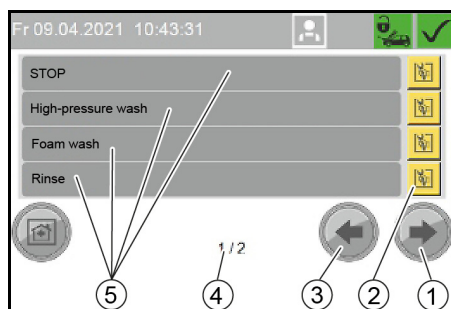 Fr 09.04.2021 10:43:31
STOP
High-pressure wash
Foam wash
Rinse
1 / 2
5
4
3
2
1